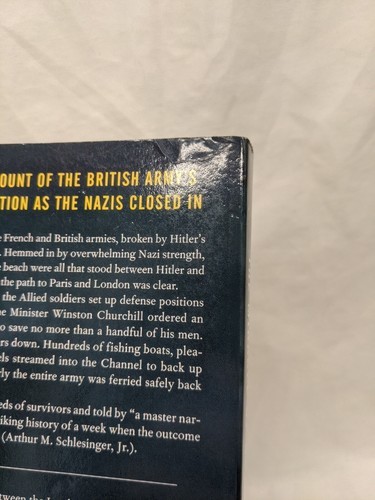 OUNT OF THE BRITISH ARMY'S
TION AS THE NAZIS CLOSED IN
e French and British armies, broken by Hitler's
. Hemmed in by overwhelming Nazi strength,
e beach were all that stood between Hitler and
the path to Paris and London was clear.
the Allied soldiers set up defense positions
ne Minister Winston Churchill ordered an
o save no more than a handful of his men.
ers down. Hundreds of fishing boats, plea-
els streamed into the Channel to back up
rly the entire army was ferried safely back
eds of survivors and told by "a master nar-
iking history of a week when the outcome
(Arthur M. Schlesinger, Jr.).